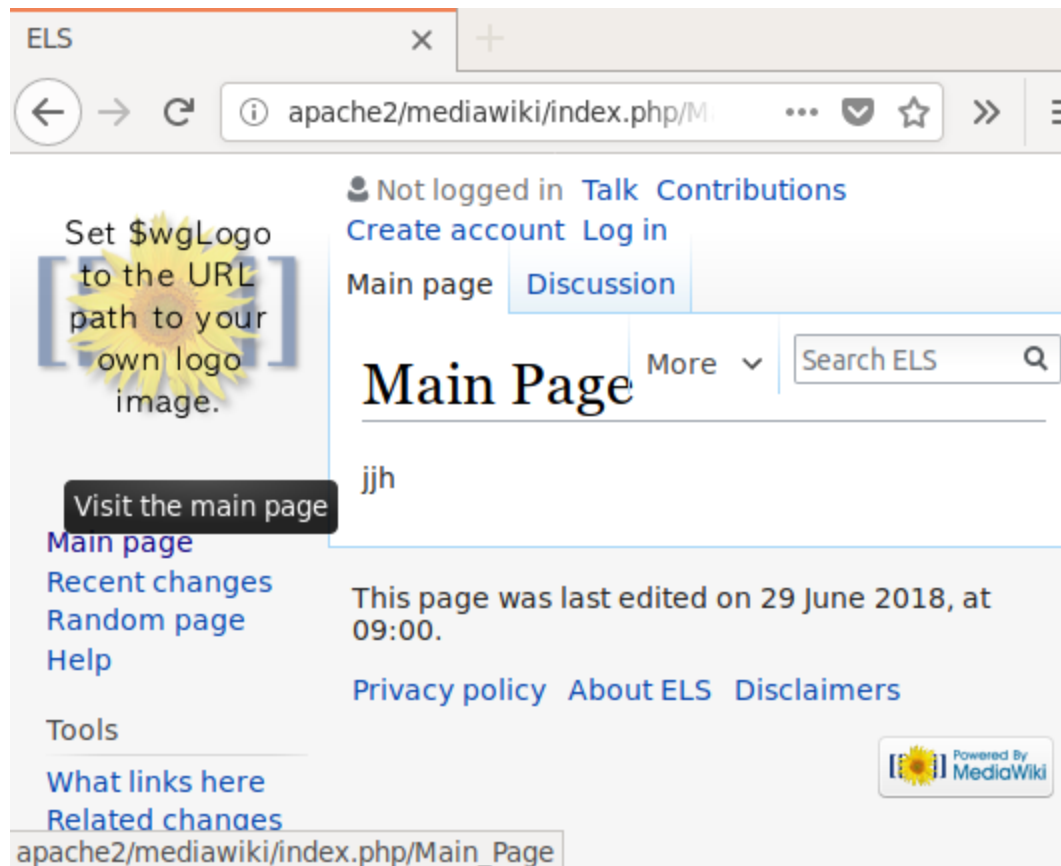 ELS
apache2/mediawiki/index.php/M
Not logged in Talk Contributions
Create account Log in
Set $wgLogo
to the URL
path to your
own logo
image.
Main page Discussion
More
Search ELS
Main Page
jjh
Visit the main page
Main page
Recent changes
Random page
Help
This page was last edited on 29 June 2018, at
09:00.
Privacy policy About ELS Disclaimers
Tools
What links here
Related changes
Powered By
MediaWiki
apache2/mediawiki/index.php/Main_Page